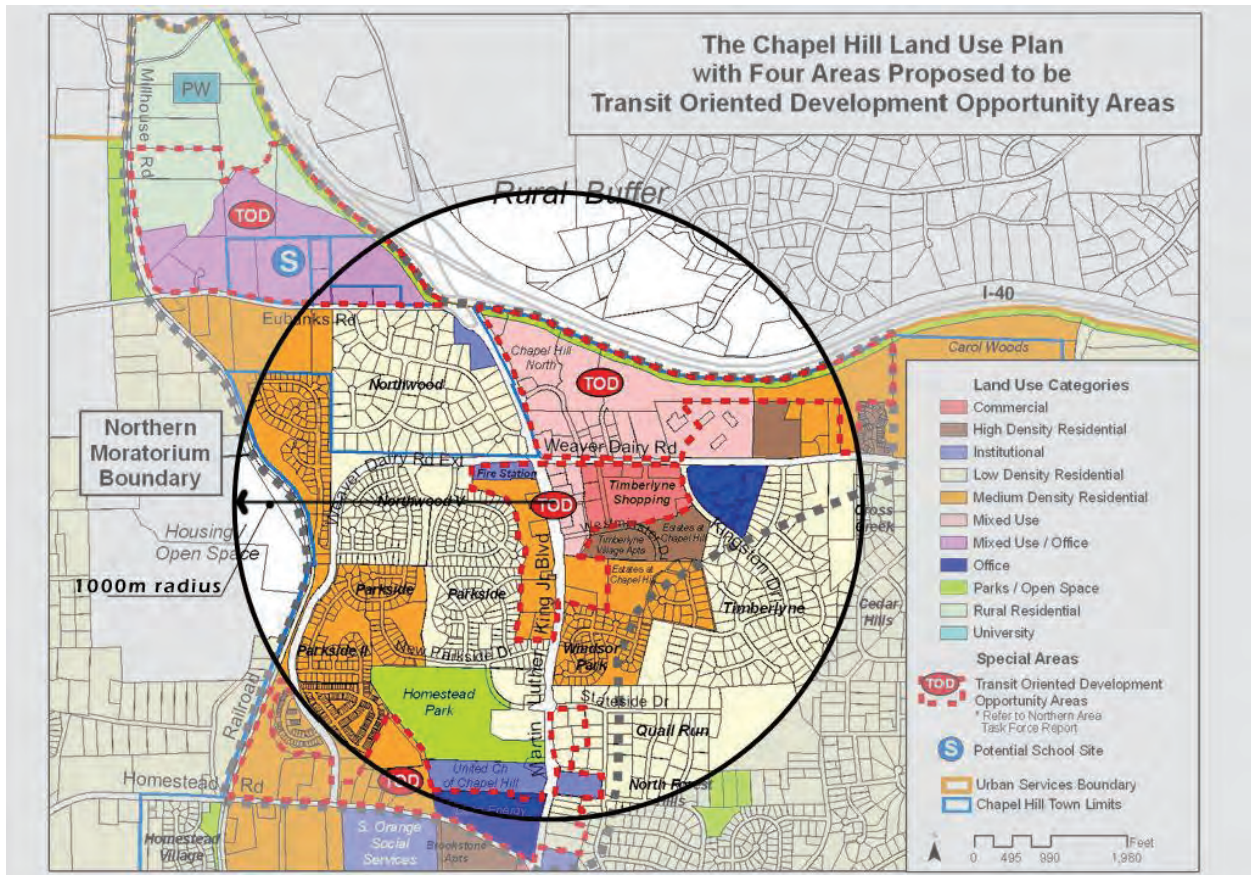 The Chapel Hill Land Use Plan
with Four Areas Proposed to be
Transit Oriented Development Opportunity Areas
PW
Millhouse Rd
Rural Buffer
TOD
S
I-40
Eubanks Rd
Carol Woods
Chapel Hill
North
TOD
Northwood
Northern
Moratorium
Boundary
Weaver Dairy Rd
Weaver Dairy Rd Ext
Fire Station
Timberlyne
Shopping
Northwood V
TOD
Westminster Dr
Estates at
Chapel Hill
Timberlyne
Village Apts
Kingston Dr
Cross
Creek
Housing/
Open Space
1000m radius
Estates at
Chapel Hill
Parkside
Parkside
Timberlyne
Cedar
Hills
Parkside II
New Parkside Dr
Windsor
Park
Martin Luther King Jr Blvd
Homestead
Park
Stateside Dr
Quail Run
Railroad
Homestead Rd
TOD
United Ch
of Chapel Hill
North Forest
Hills
Energy
S. Orange
Social
Services
Brookstone
Apts
Homestead
Village
Land Use Categories
Commercial
High Density Residential
Institutional
Low Density Residential
Medium Density Residential
Mixed Use
Mixed Use / Office
Office
Parks / Open Space
Rural Residential
University
Special Areas
TOD
Transit Oriented Development
Opportunity Areas
* Refer to Northern Area
Task Force Report
S
Potential School Site
Urban Services Boundary
Chapel Hill Town Limits
Feet
0 495 990 1,980